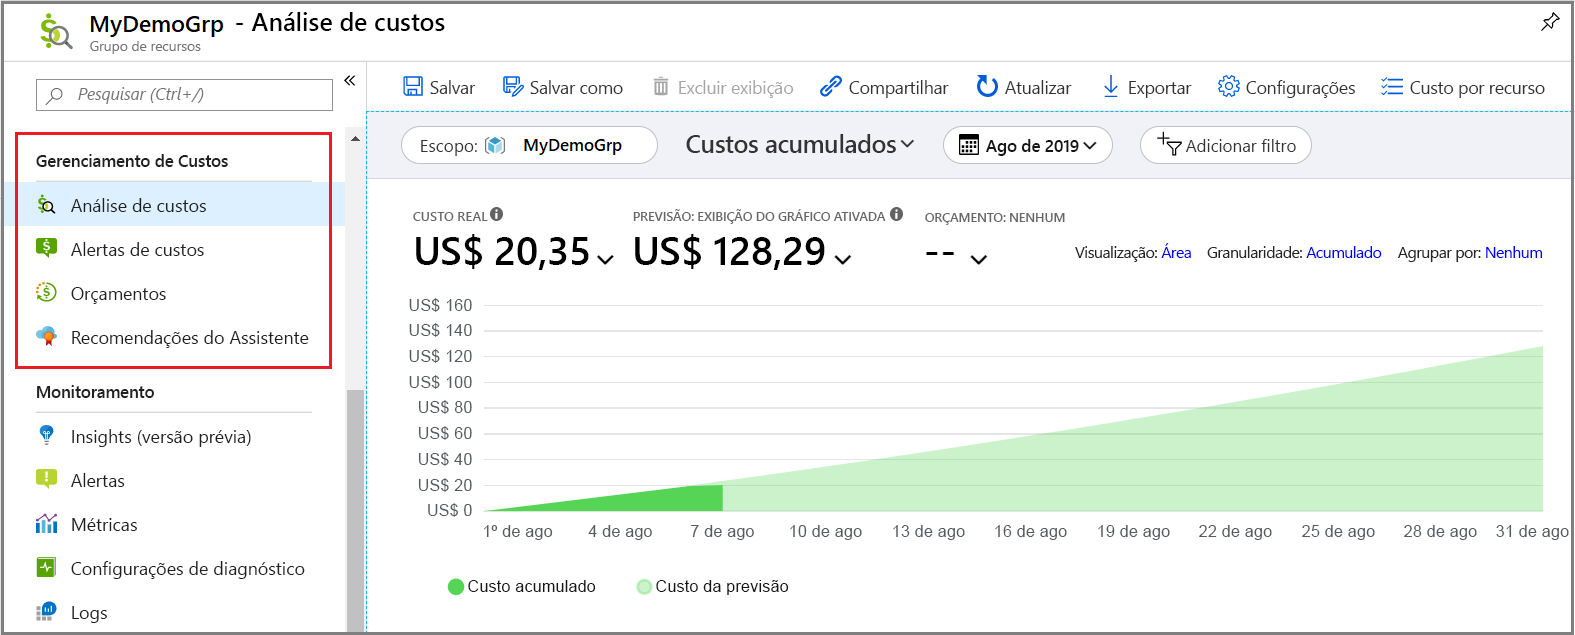 MyDemoGrp - Análise de custos
Grupo de recursos
Pesquisar (Ctrl+/)
«
Gerenciamento de Custos
Análise de custos
Alertas de custos
Orçamentos
Recomendações do Assistente
Monitoramento
Insights (versão prévia)
Alertas
Métricas
Configurações de diagnóstico
Logs
Salvar Salvar como Excluir exibição Compartilhar Atualizar Exportar Configurações Custo por recurso
Escopo: MyDemoGrp Custos acumulados Ago de 2019 Adicionar filtro
CUSTO REAL PREVISÃO: EXIBIÇÃO DO GRÁFICO ATIVADA ORÇAMENTO: NENHUM
US$ 20,35 US$ 128,29 --
Visualização: Área Granularidade: Acumulado Agrupar por: Nenhum
US$ 160
US$ 140
US$ 120
US$ 100
US$ 80
US$ 60
US$ 40
US$ 20
US$ 0
1º de ago 4 de ago 7 de ago 10 de ago 13 de ago 16 de ago 19 de ago 22 de ago 25 de ago 28 de ago 31 de ago
Custo acumulado Custo da previsão